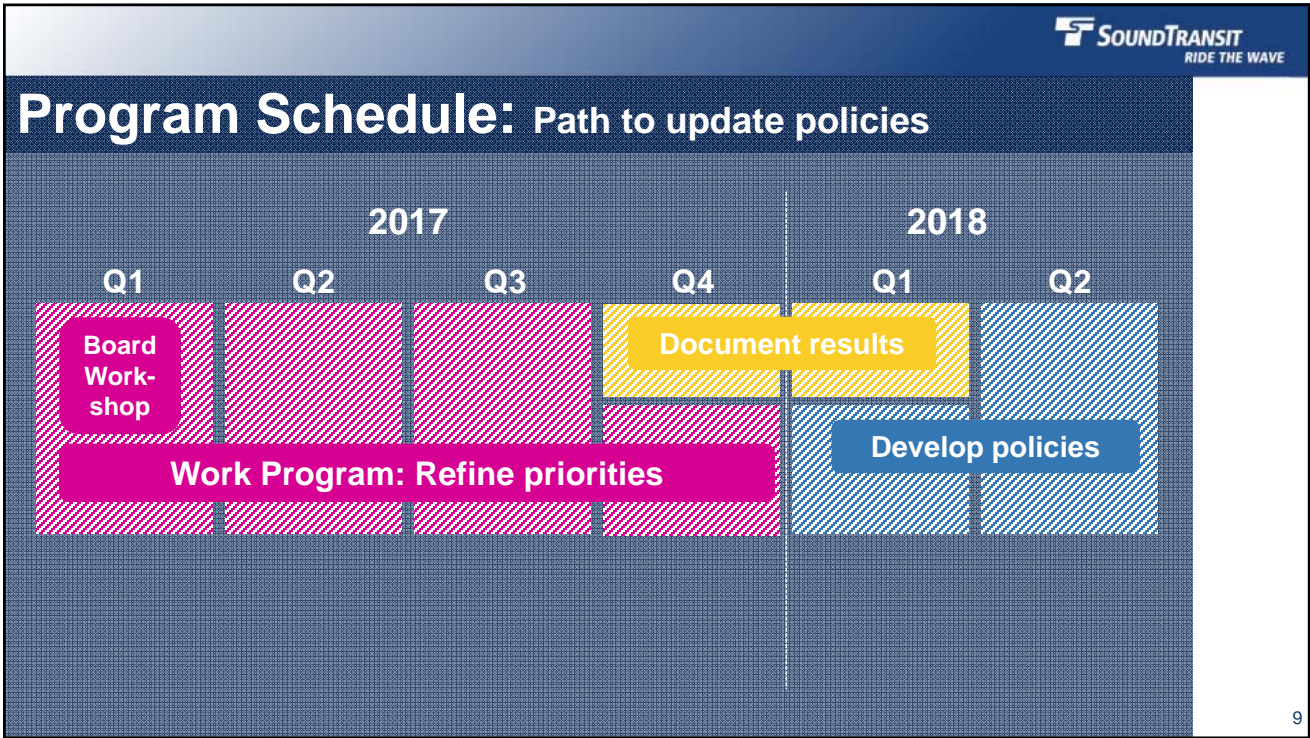 SOUNDTRANSIT
RIDE THE WAVE
Program Schedule: Path to update policies
2017 2018
Q1 Q2 Q3 Q4 Q1 Q2
Board
Work-
shop
Document results
Develop policies
Work Program: Refine priorities
9